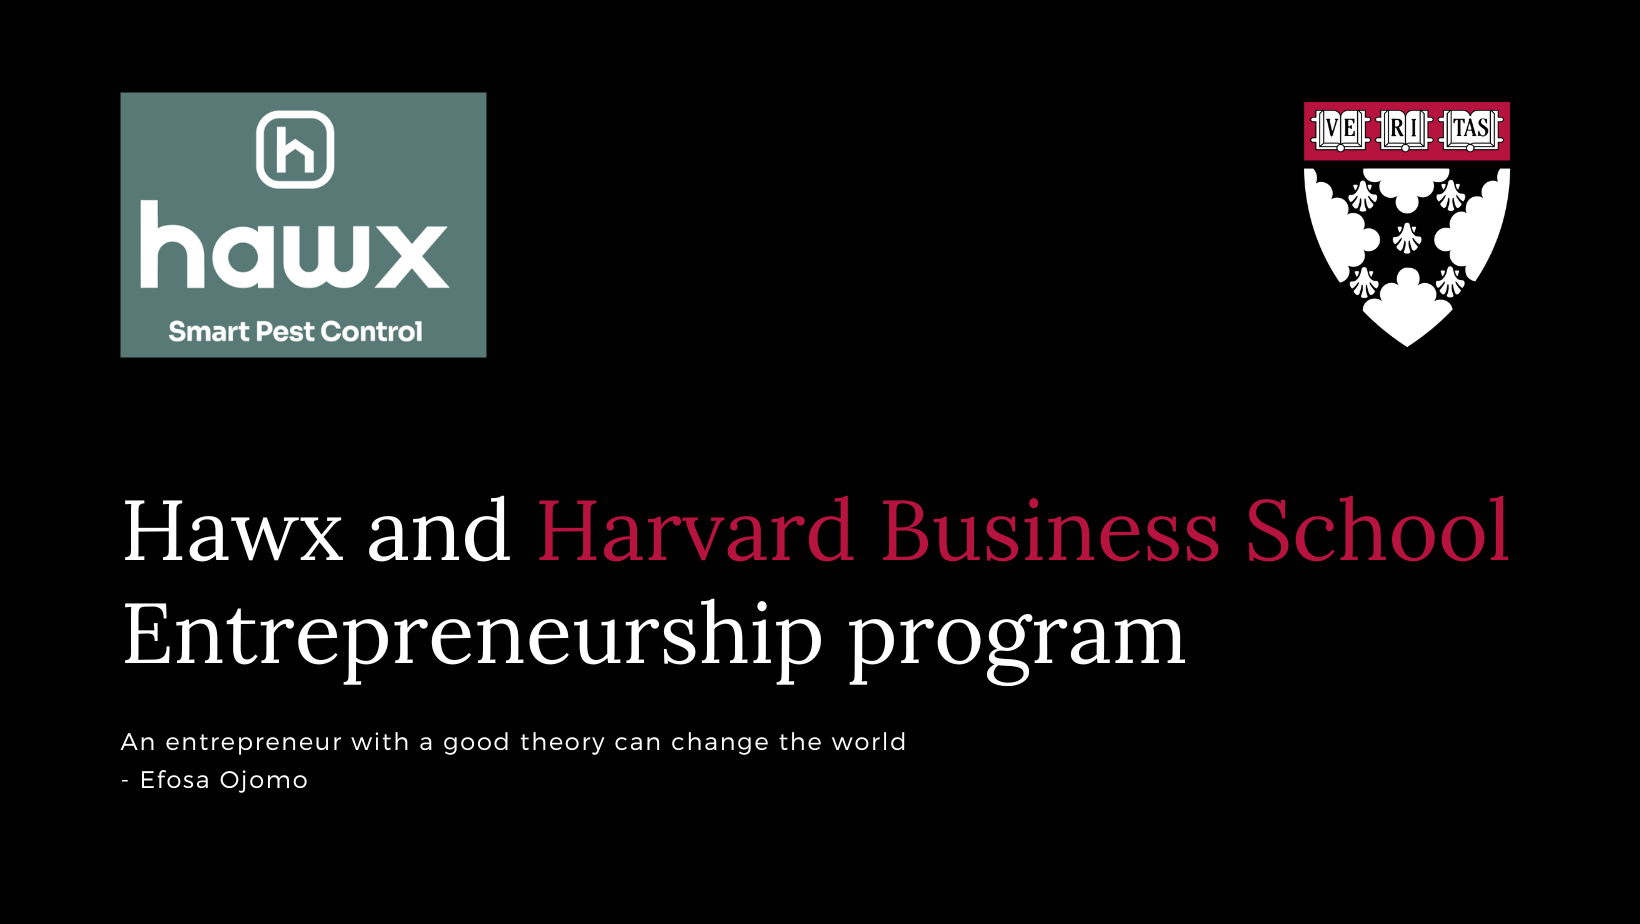 h
hawx
Smart Pest Control
VE RI TAS
Hawx and Harvard Business School
Entrepreneurship program
An entrepreneur with a good theory can change the world
- Efosa Ojomo